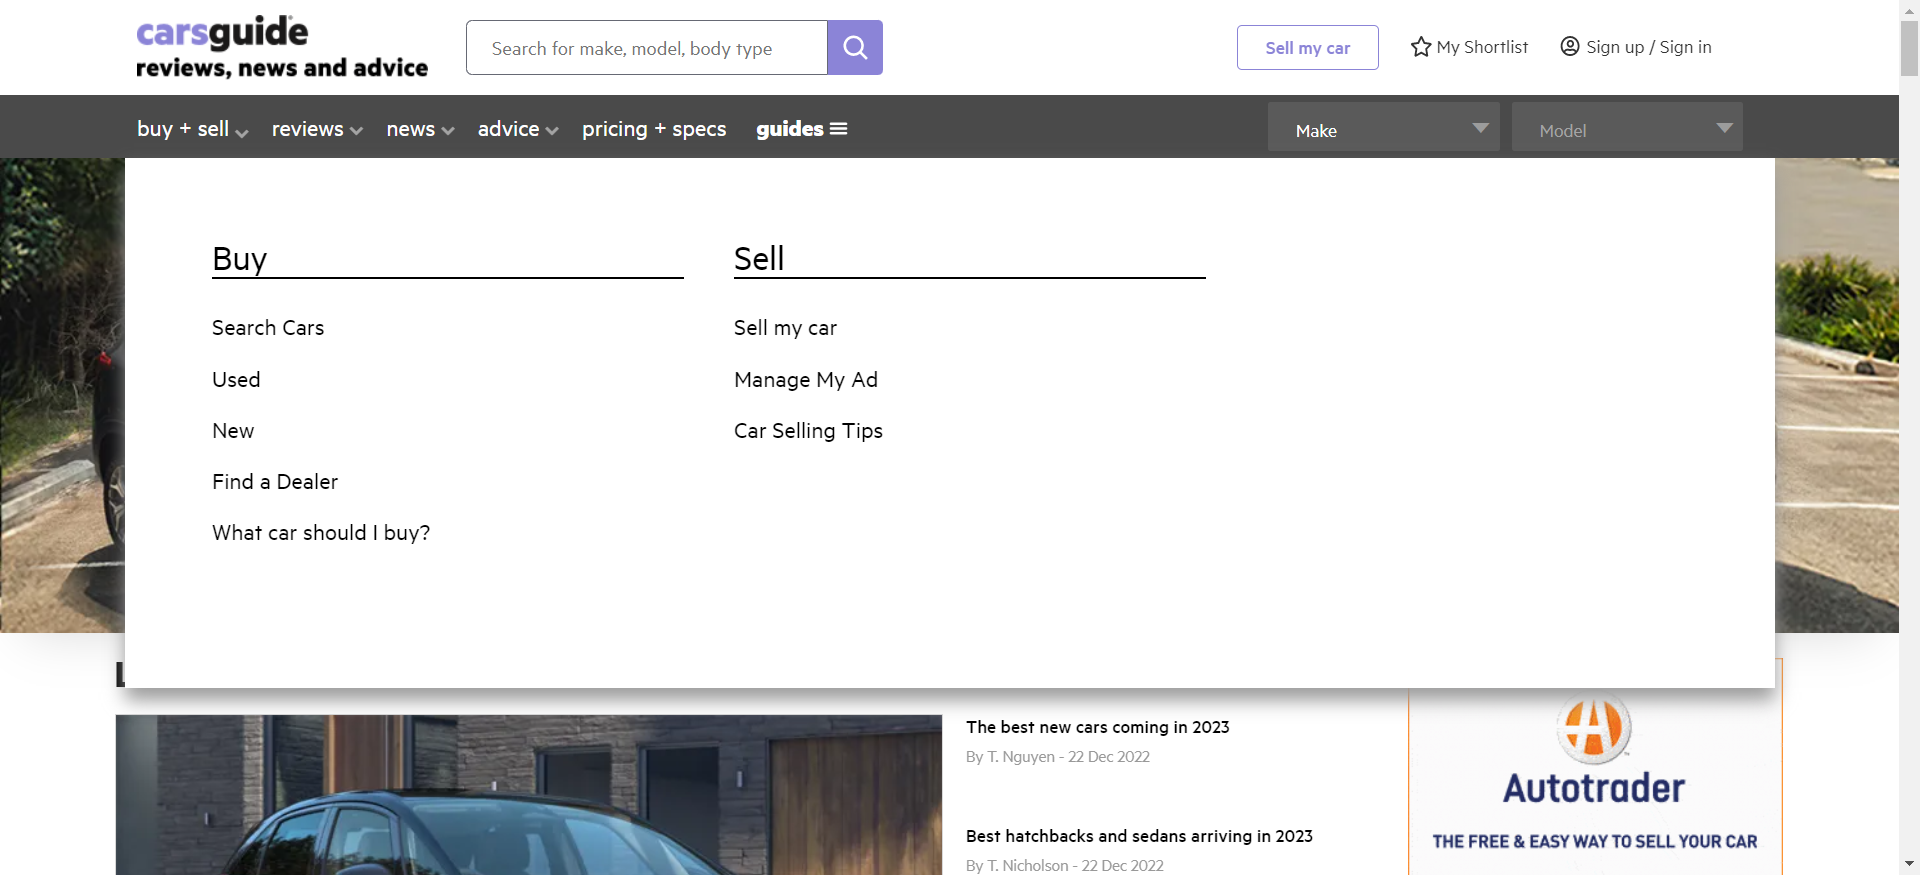 carsguide
reviews, news and advice
Search for make, model, body type
Sell my car
My Shortlist
Sign up / Sign in
buy + sell
reviews
news
advice
pricing + specs
guides
Make
Model
Buy
Search Cars
Used
New
Find a Dealer
What car should I buy?
Sell
Sell my car
Manage My Ad
Car Selling Tips
The best new cars coming in 2023
By T. Nguyen - 22 Dec 2022
Best hatchbacks and sedans arriving in 2023
By T. Nicholson - 22 Dec 2022
Autotrader
THE FREE & EASY WAY TO SELL YOUR CAR